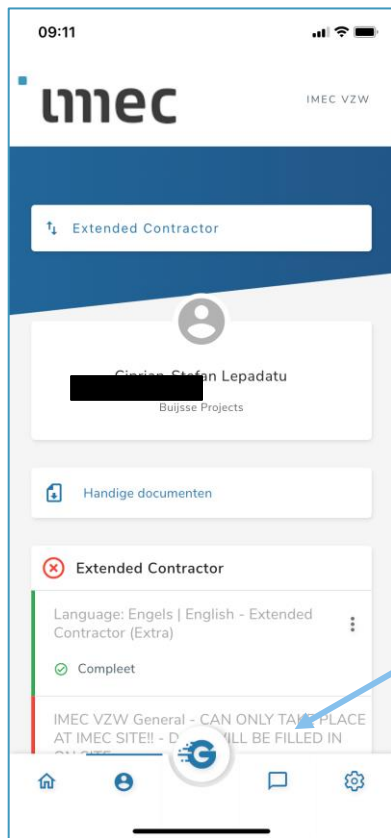 09:11
imec
IMEC VZW
Extended Contractor
Lepadatu
Buijsse Projects
Handige documenten
Extended Contractor
Language: Engels | English - Extended
Contractor (Extra)
Compleet
IMEC VZW General - CAN ONLY TAKE PLACE
AT IMEC SITE!! - D WILL BE FILLED IN
G